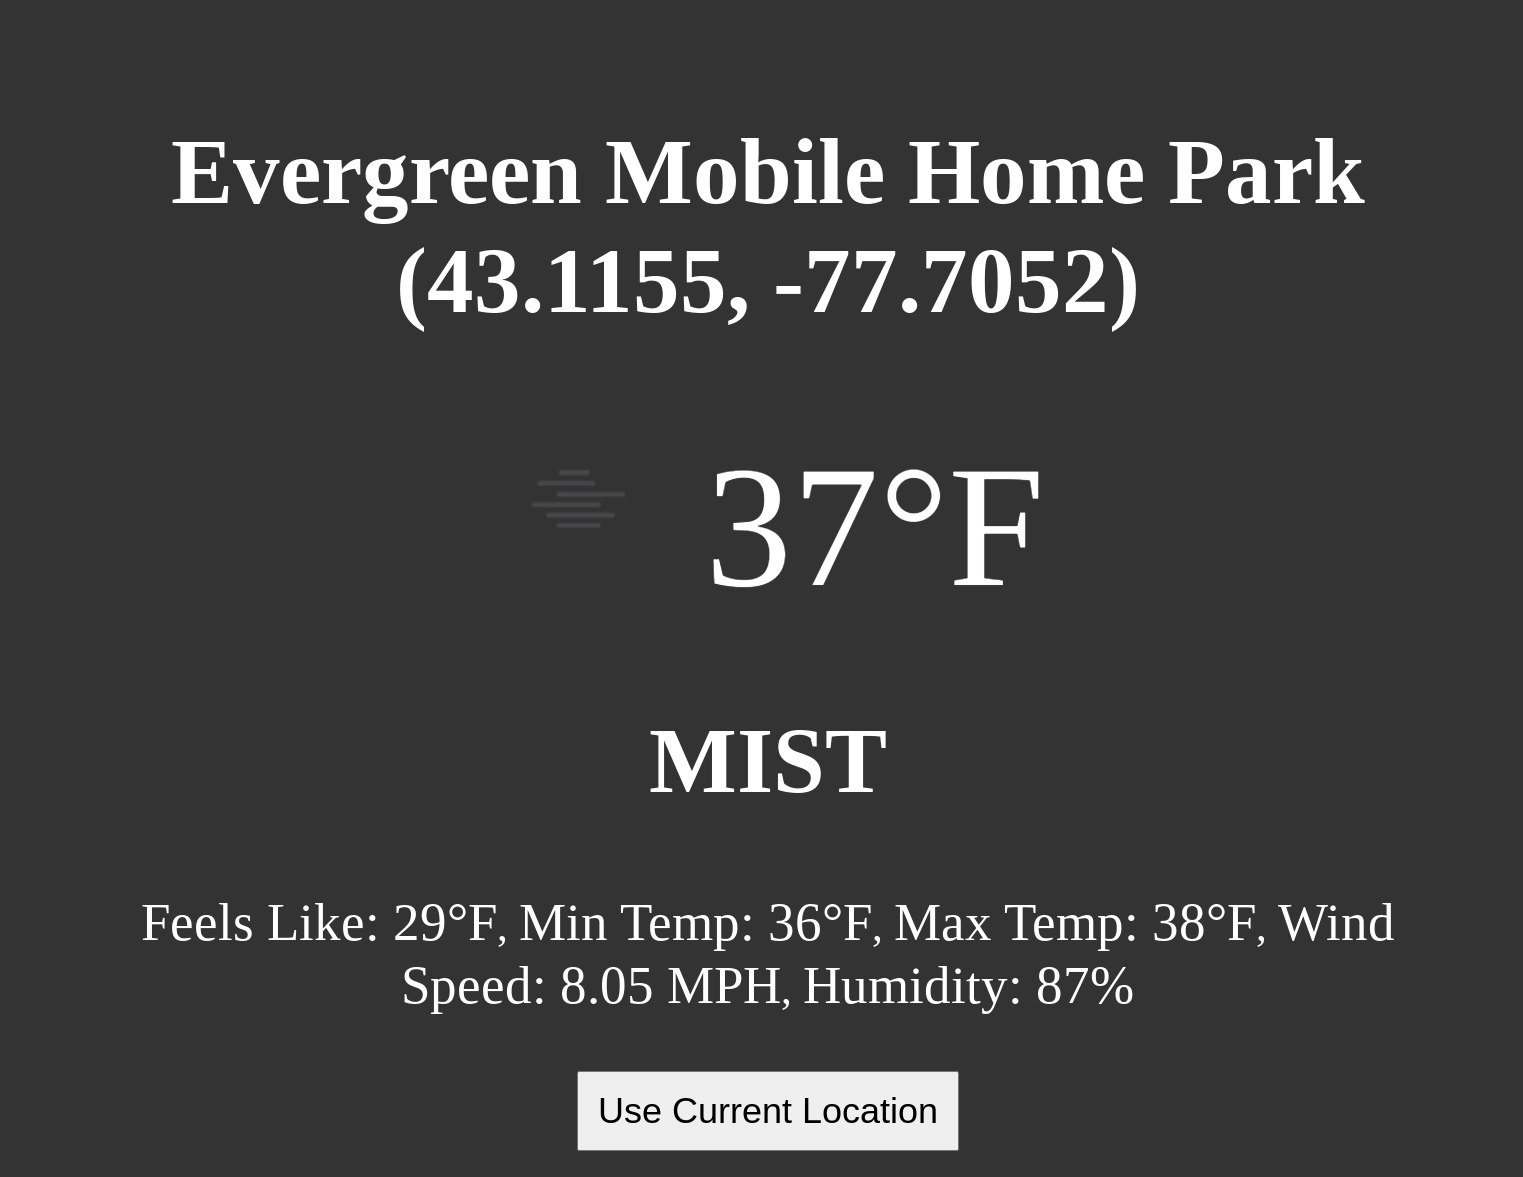 Evergreen Mobile Home Park
(43.1155, -77.7052)
37°F
MIST
Feels Like: 29°F, Min Temp: 36°F, Max Temp: 38°F, Wind
Speed: 8.05 MPH, Humidity: 87%
Use Current Location